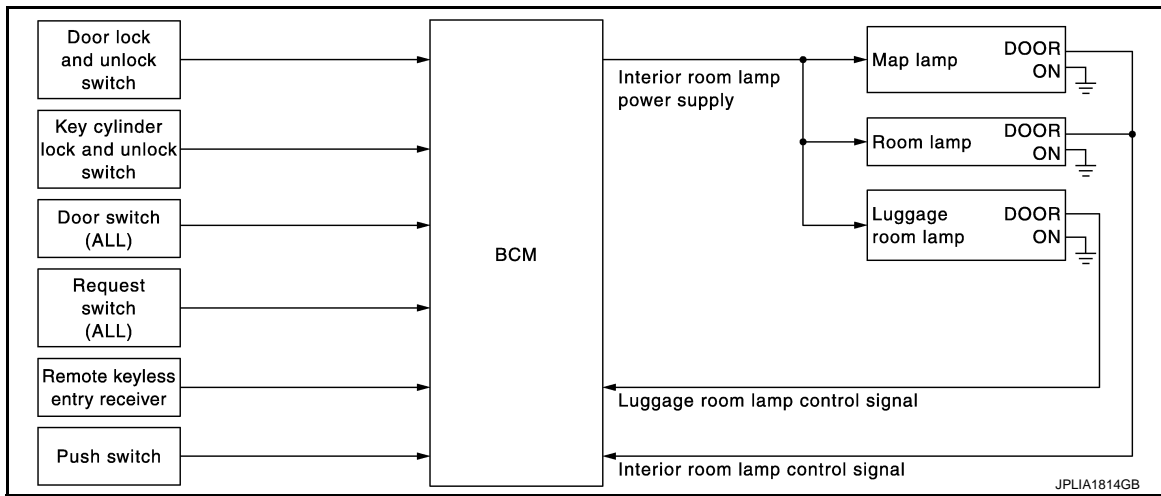 Door lock
and unlock
switch
Key cylinder
lock and unlock
switch
Door switch
(ALL)
Request
switch
(ALL)
Remote keyless
entry receiver
Push switch
BCM
Interior room lamp
power supply
Map lamp
DOOR
ON
Room lamp
DOOR
ON
Luggage
room lamp
DOOR
ON
Luggage room lamp control signal
Interior room lamp control signal
JPLIA1814GB